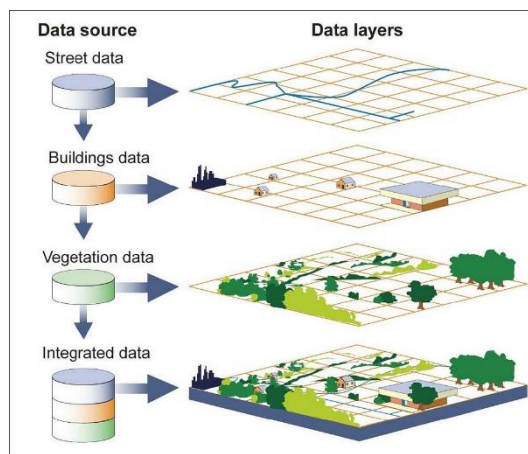 Data source
Data layers
Street data
Buildings data
Vegetation data
Integrated data